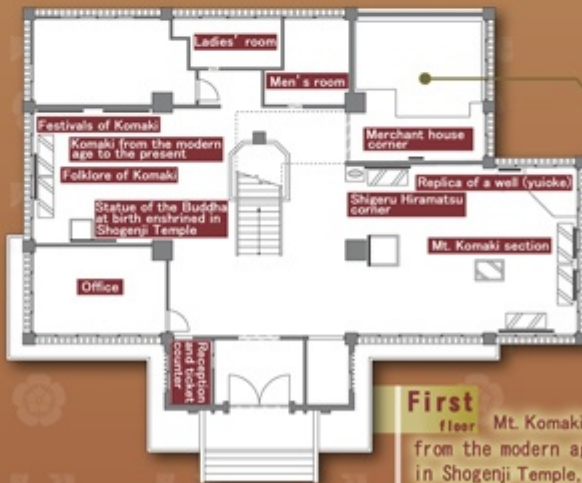 Ladies' room
Men's room
Festivals of Komaki
Komaki from the modern
age to the present
Folklore of Komaki
Statue of the Buddha
at birth enshrined in
Shogenji Temple
Merchant house
corner
Replica of a well (yuioke)
Shigeru Hiramatsu
corner
Mt. Komaki section
Office
Reception
and ticket
counter
First
floor Mt. Komaki
from the modern ag
in Shogenji Temple,